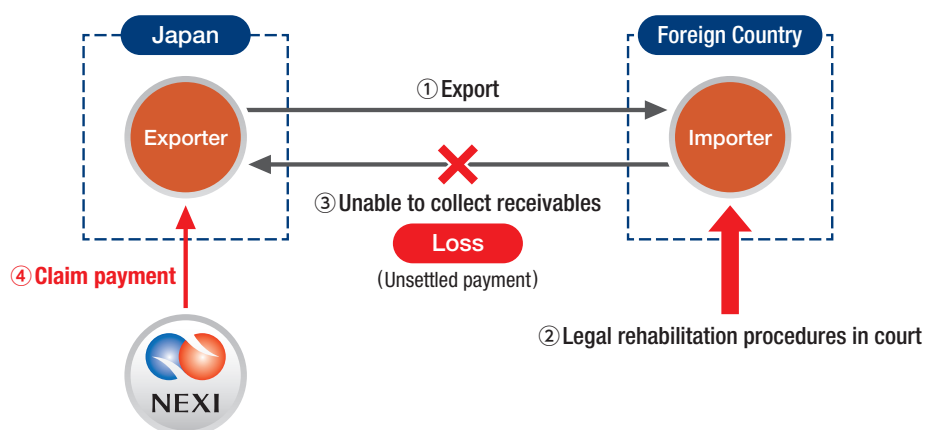 Japan
Foreign Country
①Export
Exporter
Importer
③Unable to collect receivables
Loss
(Unsettled payment)
④Claim payment
②Legal rehabilitation procedures in court
NEXI